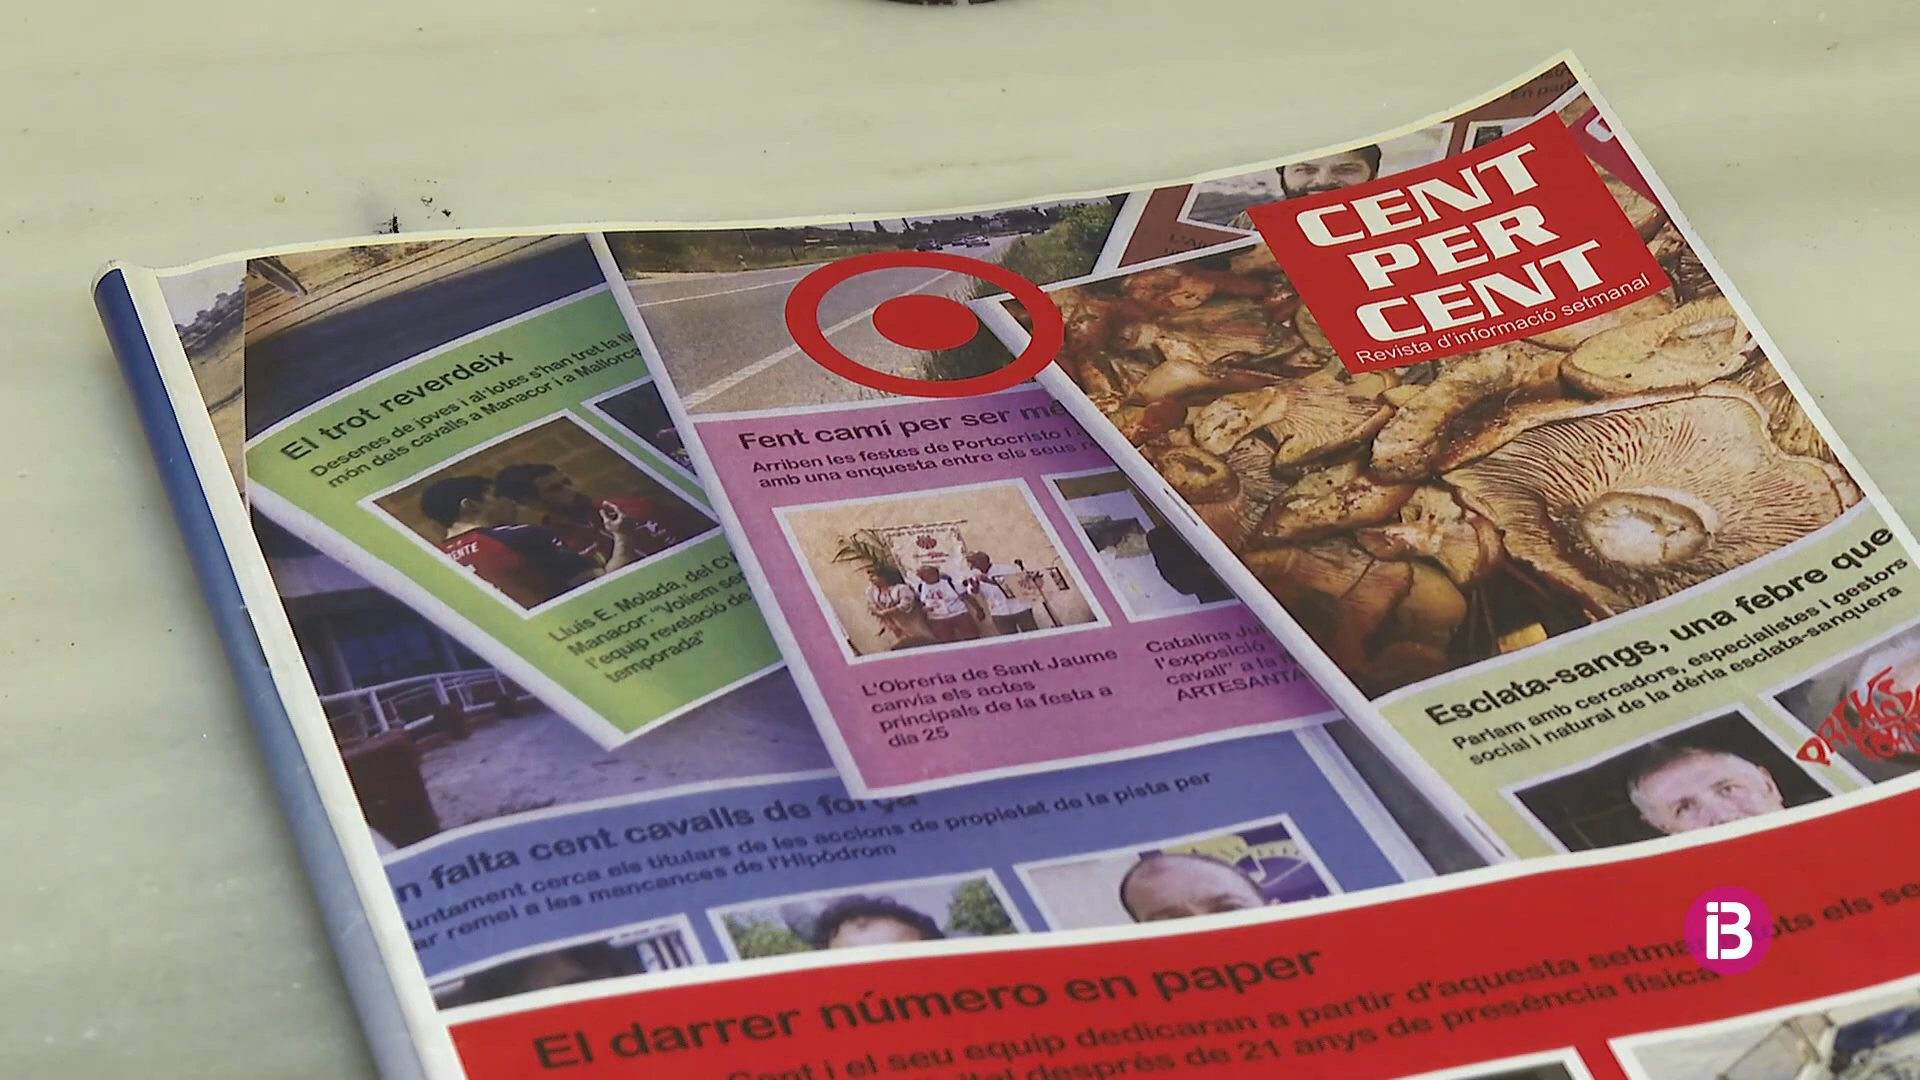 CENT
PER
CENT
Revista d'informació setmanal
El trot reverdeix
Desenes de joves i al·lotes s'han tret la
món dels cavalls a Manacor i a Mallorca
Lluís E. Molada, del
Manacor: "Volíem ser
l'equip revelació de
temporada"
Fent camí per ser
Arriben les festes de Portocristo i
amb una enquesta entre els seus
L'Obreria de Sant Jaume
canvia els actes
principals de la festa a
dia 25
Catalina
l'exposició
cavall" a la
ARTESANTA
Esclata-sangs, una febre que
Parlam amb cercadors, especialistes i gestors
social i natural de la dèria esclata-sanquera
falta cent cavalls de força
cerca els titulars de les accions de propietat de la pista per
remei a les mancances de l'Hipòdrom
El darrer número en paper
Cent i el seu equip dedicaran a partir d'aquesta setmana tots els
després de 21 anys de presència física
iB